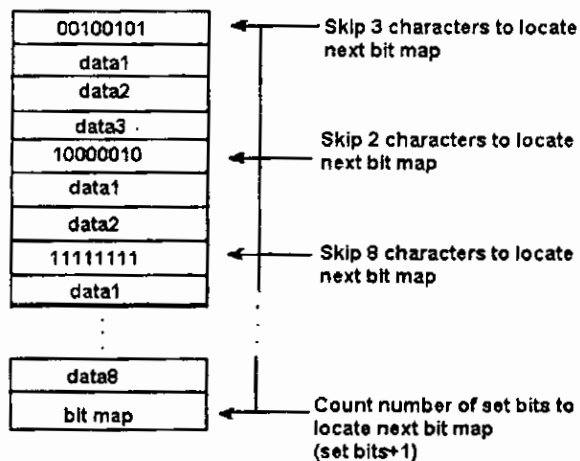 00100101
data1
data2
data3
10000010
data1
data2
11111111
data1
data8
bit map
Skip 3 characters to locate
next bit map
Skip 2 characters to locate
next bit map
Skip 8 characters to locate
next bit map
Count number of set bits to
locate next bit map
(set bits+1)